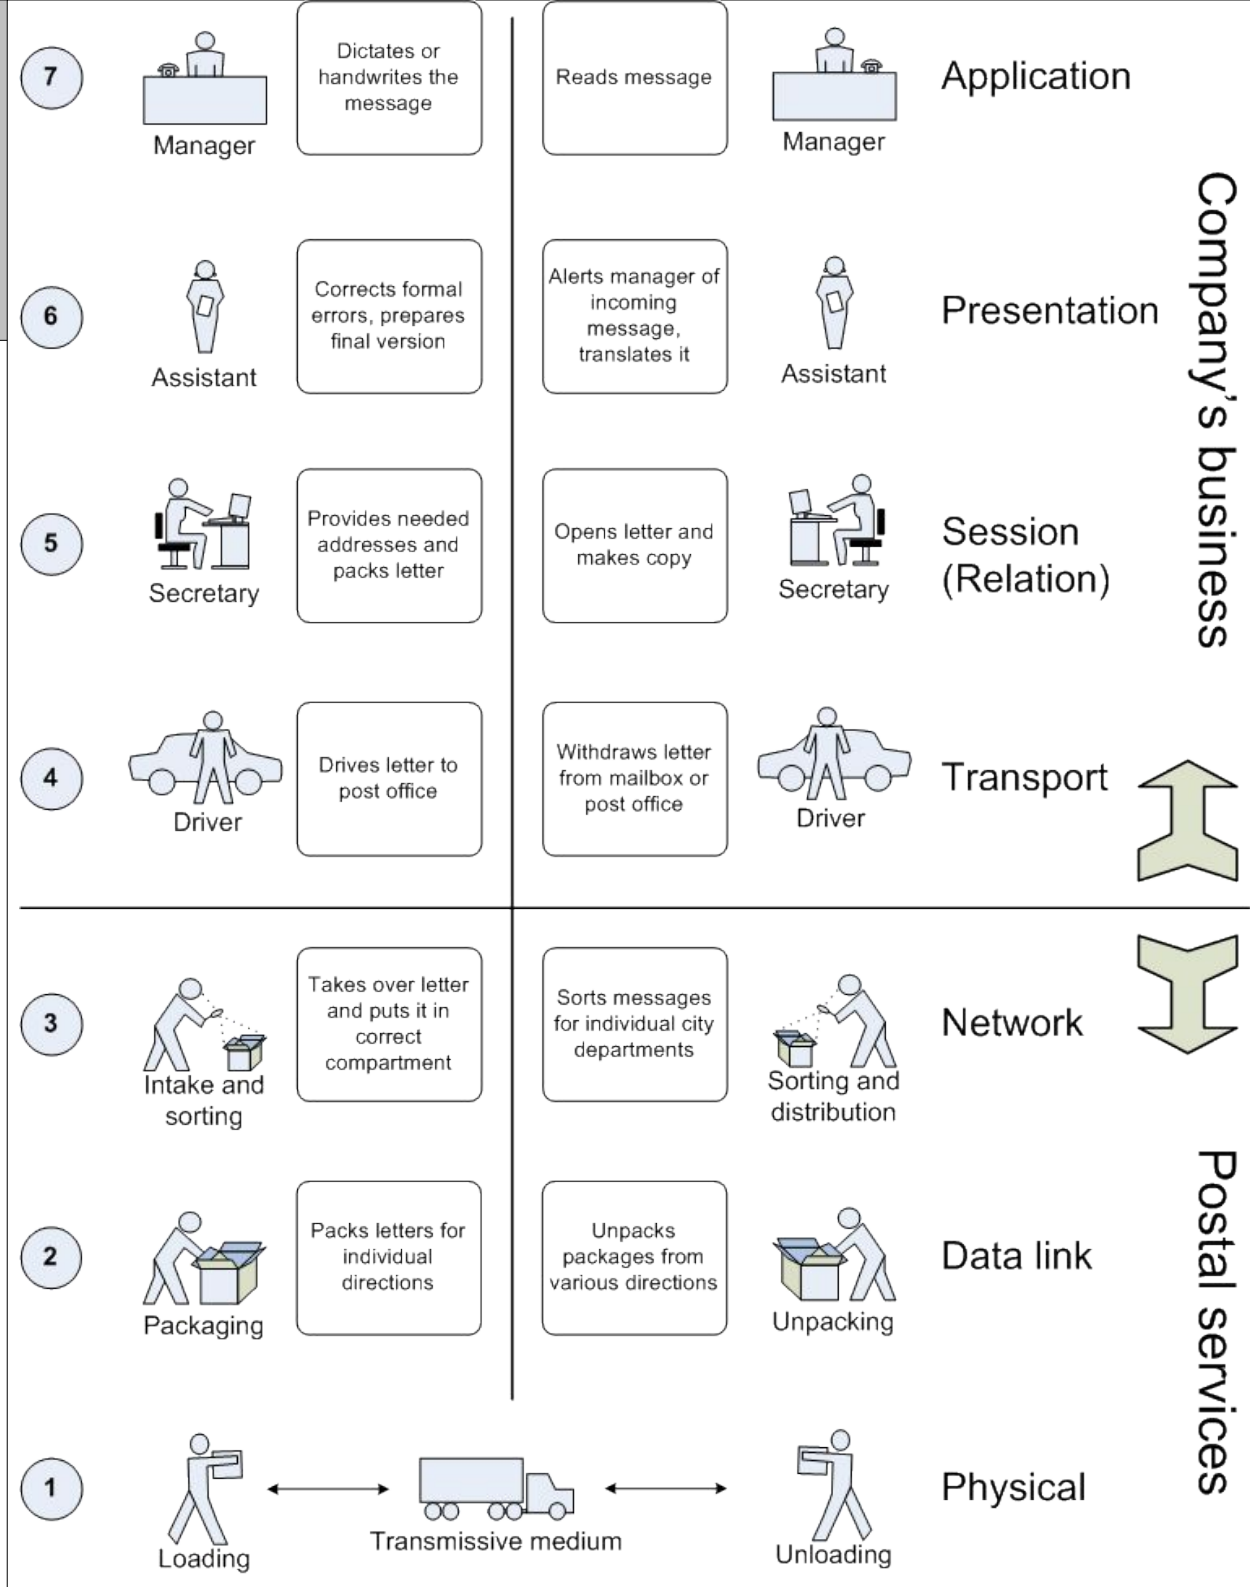 7
Manager
Dictates or
handwrites the
message
Reads message
Manager
Application
6
Assistant
Corrects formal
errors, prepares
final version
Alerts manager of
incoming
message,
translates it
Assistant
Presentation
5
Secretary
Provides needed
addresses and
packs letter
Opens letter and
makes copy
Secretary
Session
(Relation)
Company's business
4
Driver
Drives letter to
post office
Withdraws letter
from mailbox or
post office
Driver
Transport
3
Intake and
sorting
Takes over letter
and puts it in
correct
compartment
Sorts messages
for individual city
departments
Sorting and
distribution
Network
2
Packaging
Packs letters for
individual
directions
Unpacks
packages from
various directions
Unpacking
Data link
1
Loading
Transmissive medium
Unloading
Physical
Postal services